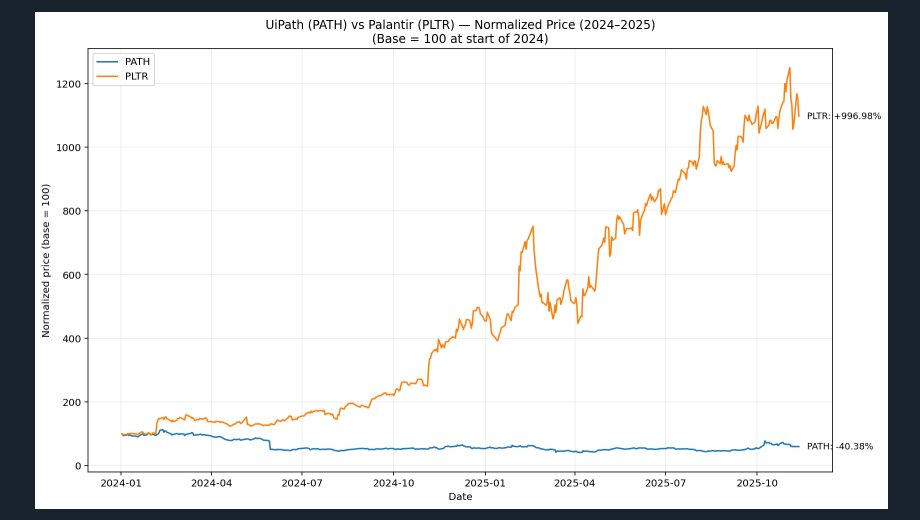 UiPath (PATH) vs Palantir (PLTR) — Normalized Price (2024–2025)
(Base = 100 at start of 2024)
PATH
PLTR
Normalized price (base = 100)
1200
1000
800
600
400
200
0
PLTR: +996.98%
PATH: -40.38%
2024-01 2024-04 2024-07 2024-10 2025-01 2025-04 2025-07 2025-10
Date